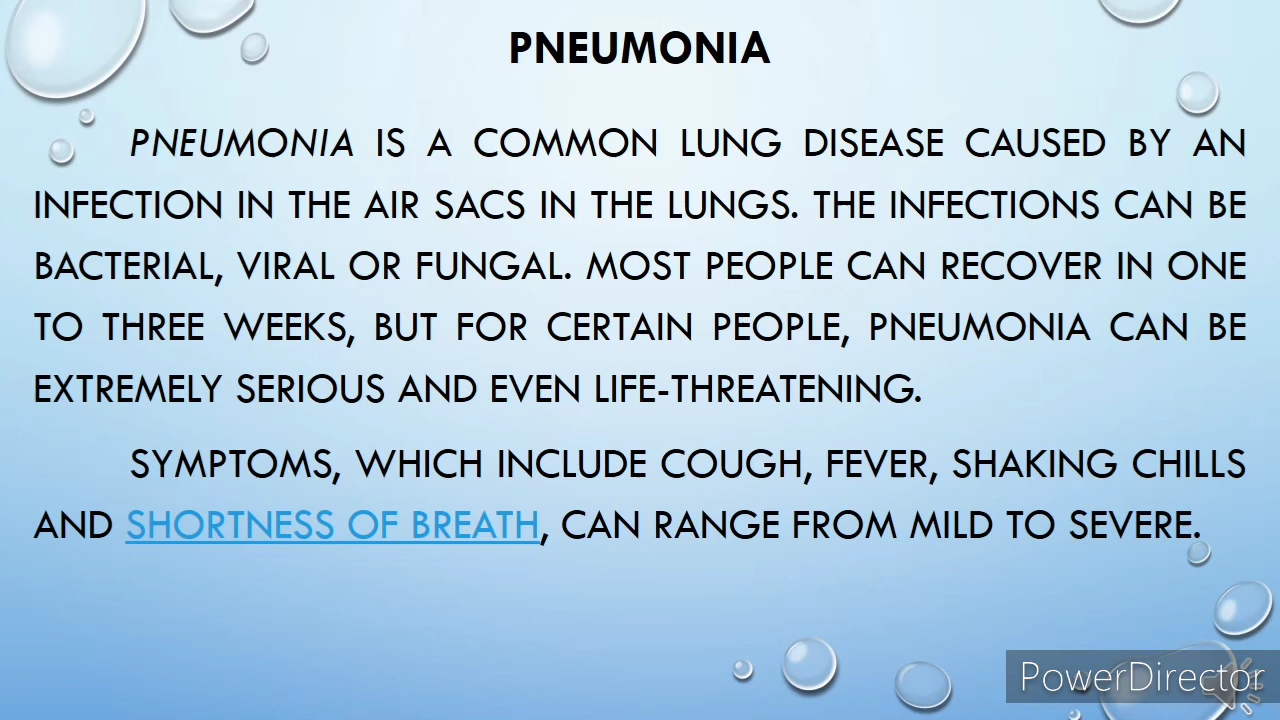 PNEUMONIA
PNEUMONIA IS A COMMON LUNG DISEASE CAUSED BY AN
INFECTION IN THE AIR SACS IN THE LUNGS. THE INFECTIONS CAN BE
BACTERIAL, VIRAL OR FUNGAL. MOST PEOPLE CAN RECOVER IN ONE
TO THREE WEEKS, BUT FOR CERTAIN PEOPLE, PNEUMONIA CAN BE
EXTREMELY SERIOUS AND EVEN LIFE-THREATENING.
SYMPTOMS, WHICH INCLUDE COUGH, FEVER, SHAKING CHILLS
AND SHORTNESS OF BREATH, CAN RANGE FROM MILD TO SEVERE.
PowerDirector